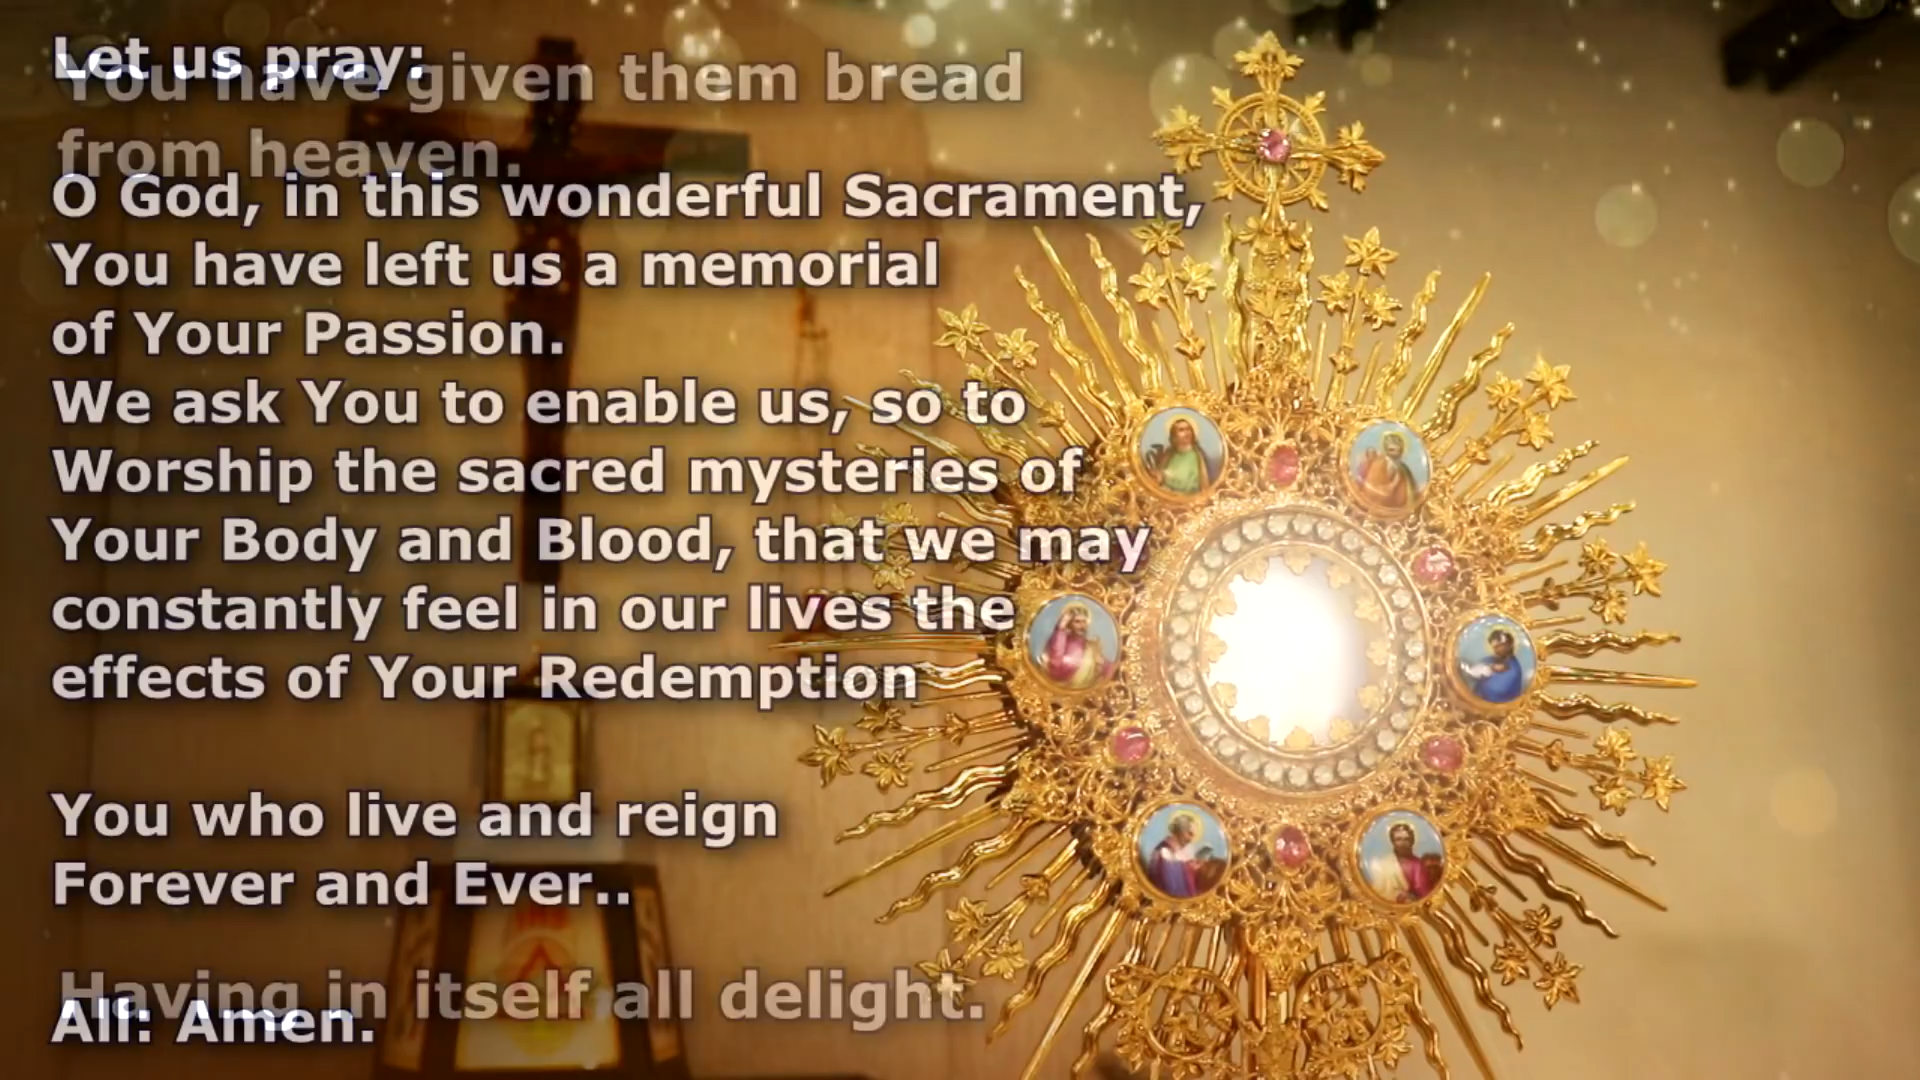 Let us pray:
You have given them bread
from heaven.
O God, in this wonderful Sacrament,
You have left us a memorial
of Your Passion.
We ask You to enable us, so to
Worship the sacred mysteries of
Your Body and Blood, that we may
constantly feel in our lives the
effects of Your Redemption
You who live and reign
Forever and Ever..
Having in itself all delight.
All: Amen.